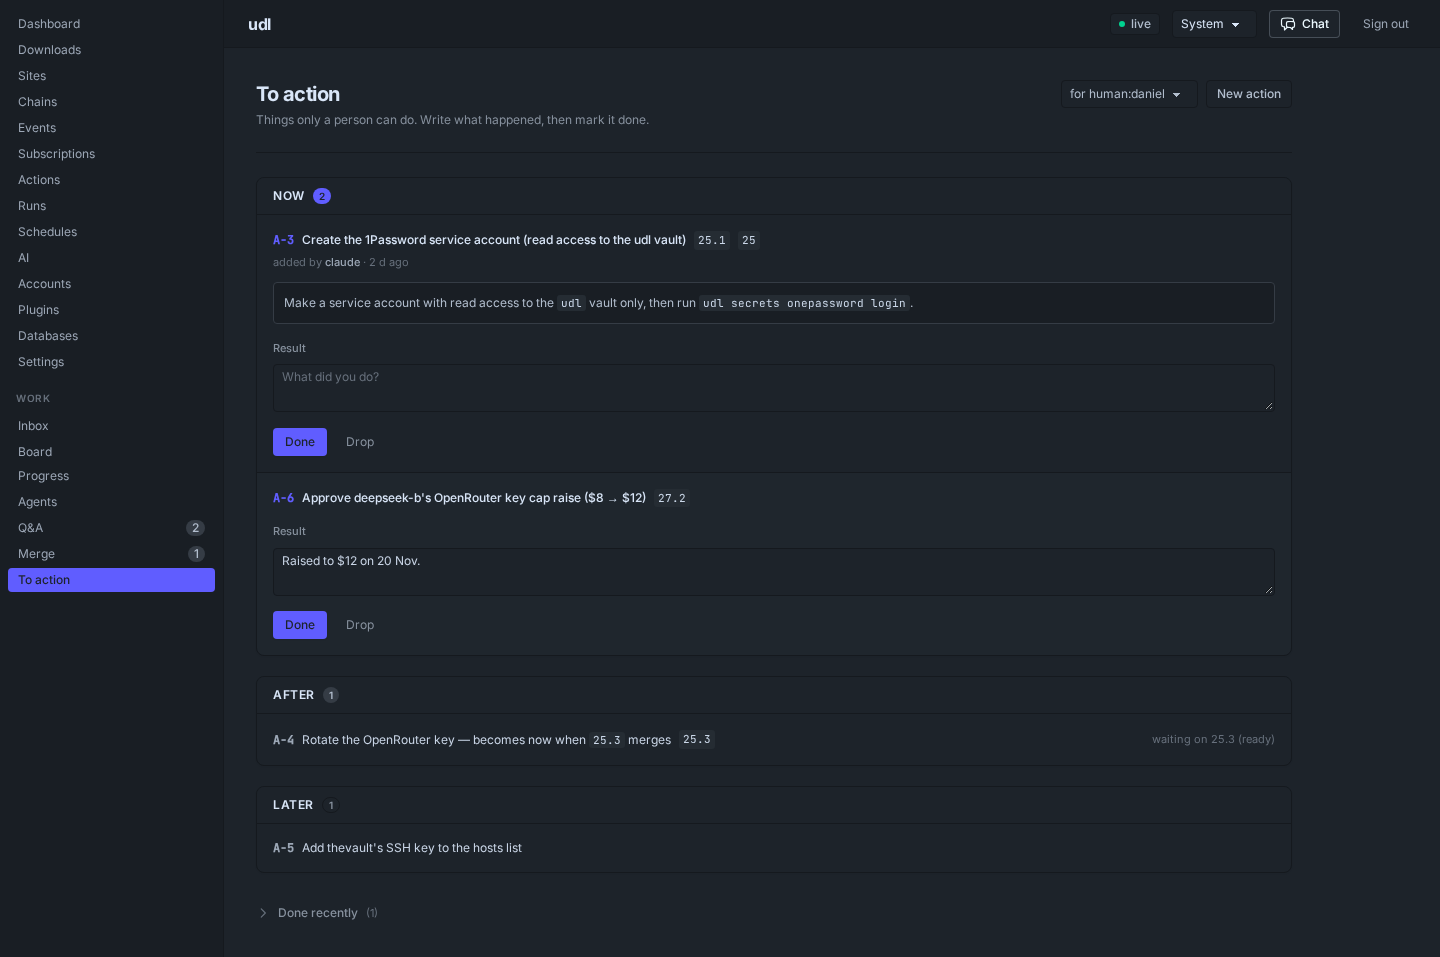 Dashboard
Downloads
Sites
Chains
Events
Subscriptions
Actions
Runs
Schedules
AI
Accounts
Plugins
Databases
Settings
WORK
Inbox
Board
Progress
Agents
Q&A 2
Merge 1
To action
udl
live System Chat Sign out
To action
for human:daniel New action
Things only a person can do. Write what happened, then mark it done.
NOW 2
A-3 Create the 1Password service account (read access to the udl vault) 25.1 25
added by claude · 2 d ago
Make a service account with read access to the udl vault only, then run udl secrets onepassword login.
Result
What did you do?
Done Drop
A-6 Approve deepseek-b's OpenRouter key cap raise ($8 → $12) 27.2
Result
Raised to $12 on 20 Nov.
Done Drop
AFTER 1
A-4 Rotate the OpenRouter key — becomes now when 25.3 merges 25.3 waiting on 25.3 (ready)
LATER 1
A-5 Add thevault's SSH key to the hosts list
Done recently (1)